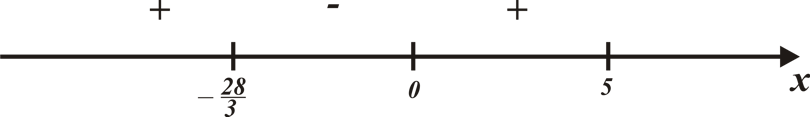 + - +
-28/3 0 5 x